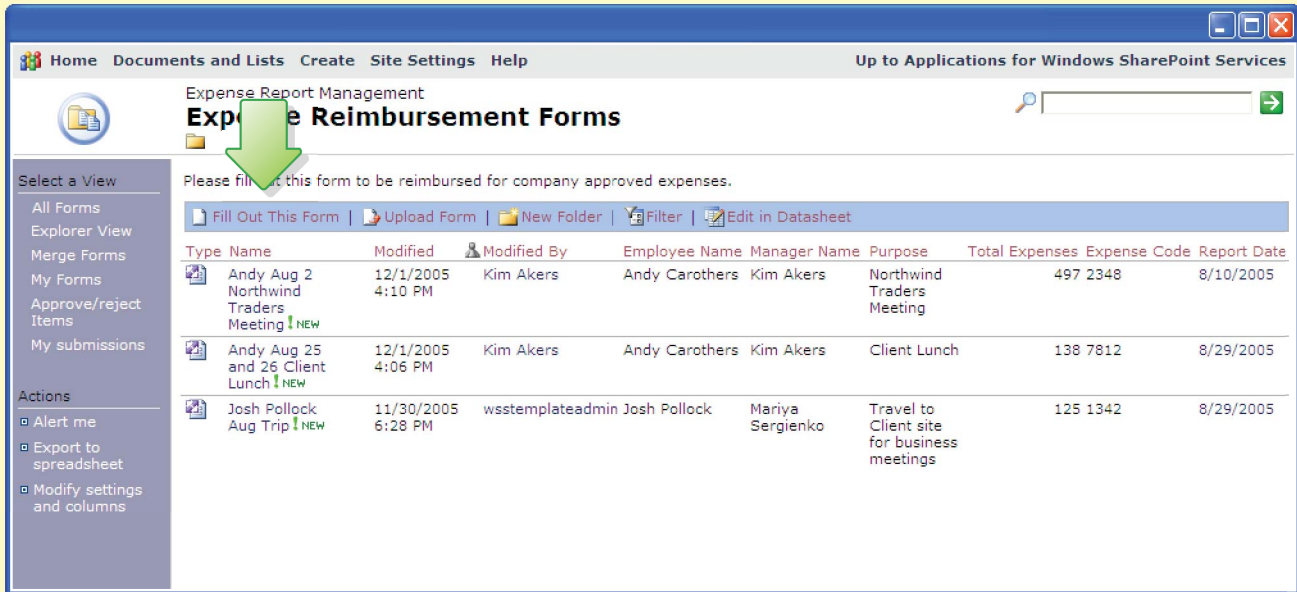 Home Documents and Lists Create Site Settings Help Up to Applications for Windows SharePoint Services
Expense Report Management
Reimbursement Forms
Select a View
All Forms
Explorer View
Merge Forms
My Forms
Approve/reject
Items
My submissions
Actions
Alert me
Export to
spreadsheet
Modify settings
and columns
Please this form to be reimbursed for company approved expenses.
Fill Out This Form | Upload Form | New Folder | Filter | Edit in Datasheet
Type Name Modified Modified By Employee Name Manager Name Purpose Total Expenses Expense Code Report Date
Andy Aug 2 12/1/2005 Kim Akers Andy Carothers Kim Akers Northwind 497 2348 8/10/2005
Northwind 4:10 PM Traders
Traders Meeting
Meeting ! NEW
Andy Aug 25 12/1/2005 Kim Akers Andy Carothers Kim Akers Client Lunch 138 7812 8/29/2005
and 26 Client 4:06 PM
Lunch ! NEW
Josh Pollock 11/30/2005 wsstemplateadmin Josh Pollock Mariya Travel to 125 1342 8/29/2005
Aug Trip ! NEW 6:28 PM Sergienko Client site
for business
meetings